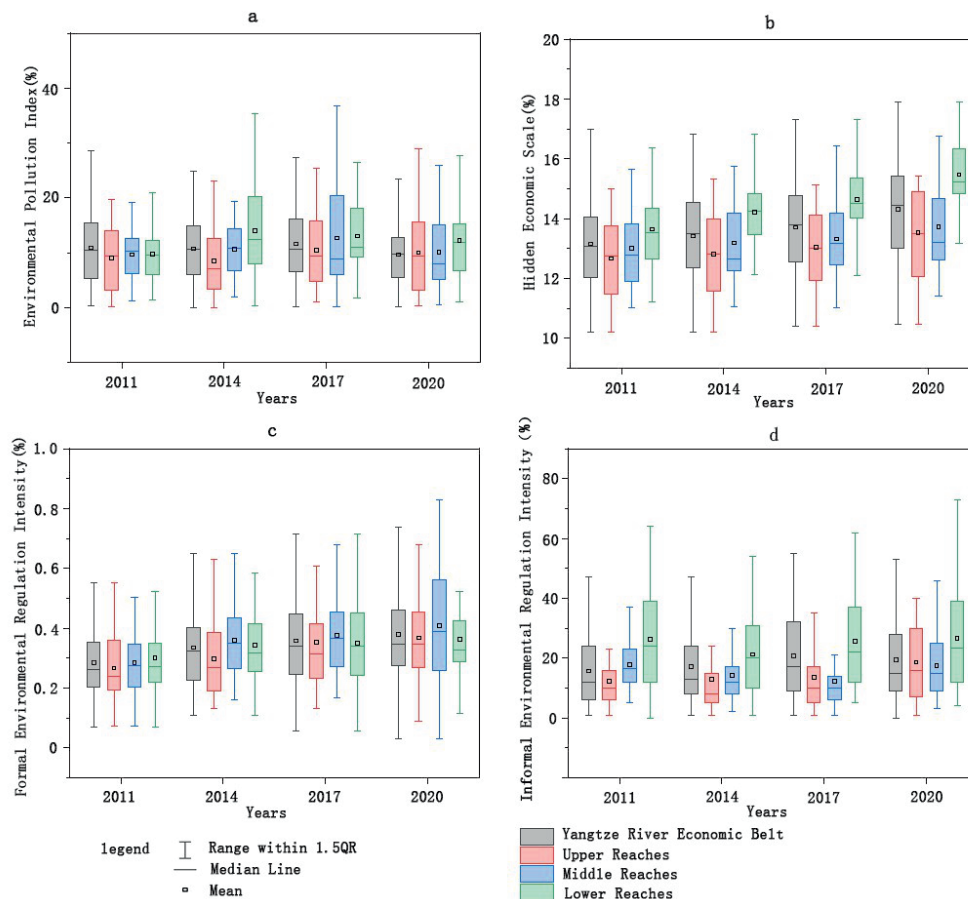 a
Environmental Pollution Index(%)
40
20
0
2011 2014 2017 2020
Years
b
Hidden Economic Scale(%)
20
18
16
14
12
10
2011 2014 2017 2020
Years
c
Formal Environmental Regulation Intensity(%)
1.0
0.8
0.6
0.4
0.2
0
2011 2014 2017 2020
Years
d
Informal Environmental Regulation Intensity (%)
80
60
40
20
0
2011 2014 2017 2020
Years
legend
Range within 1.5QR
Median Line
Mean
Yangtze River Economic Belt
Upper Reaches
Middle Reaches
Lower Reaches